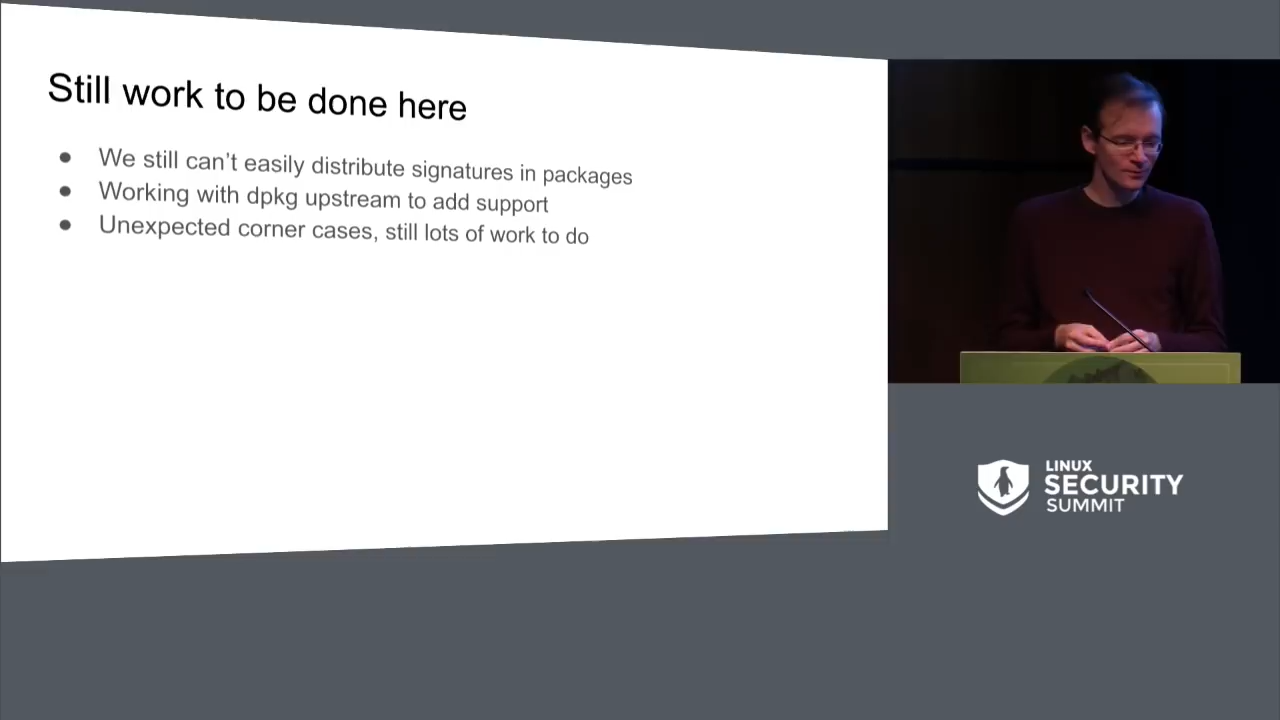 Still work to be done here
● We still can't easily distribute signatures in packages
● Working with dpkg upstream to add support
● Unexpected corner cases, still lots of work to do
LINUX
SECURITY
SUMMIT